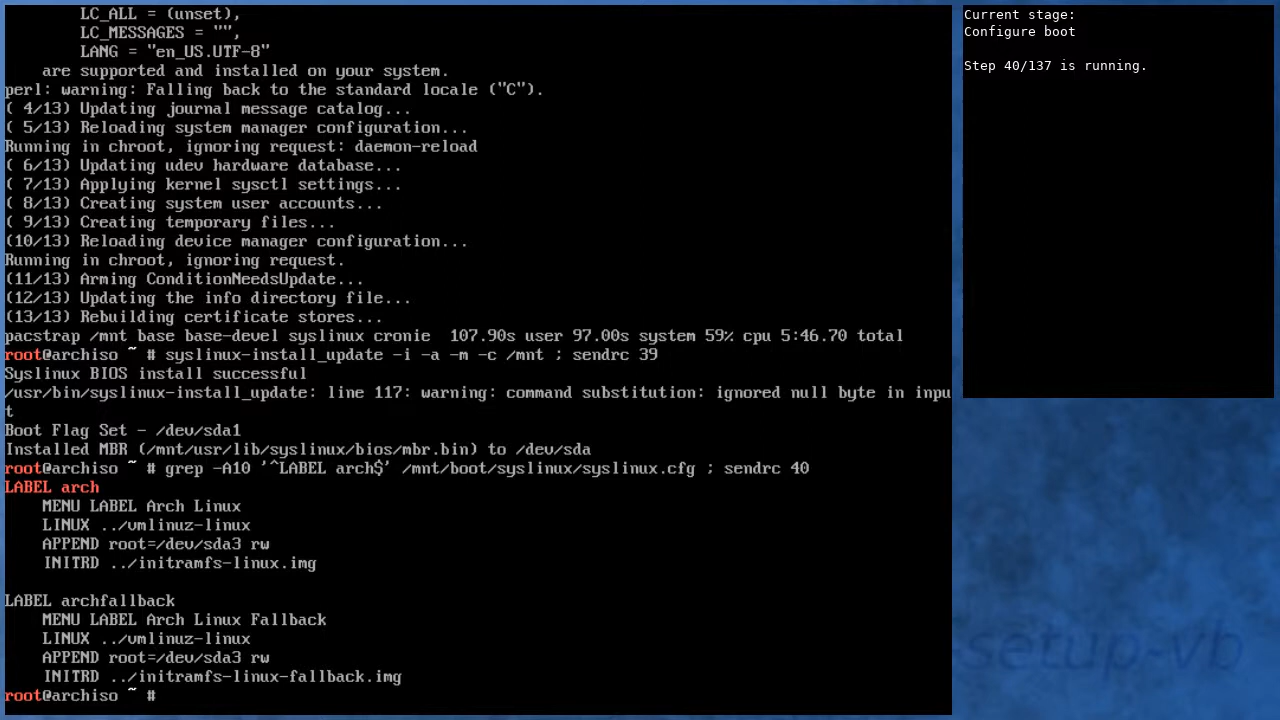 LC_ALL = (unset),
LC_MESSAGES = "",
LANG = "en_US.UTF-8"
are supported and installed on your system.
perl: warning: Falling back to the standard locale ("C").
( 4/13) Updating journal message catalog...
( 5/13) Reloading system manager configuration...
Running in chroot, ignoring request: daemon-reload
( 6/13) Updating udev hardware database...
( 7/13) Applying kernel sysctl settings...
( 8/13) Creating system user accounts...
( 9/13) Creating temporary files...
(10/13) Reloading device manager configuration...
Running in chroot, ignoring request.
(11/13) Arming ConditionNeedsUpdate...
(12/13) Updating the info directory file...
(13/13) Rebuilding certificate stores...
pacstrap /mnt base base-devel syslinux cronie  107.90s user 97.00s system 59% cpu 5:46.70 total
root@archiso ~ # syslinux-install_update -i -a -m -c /mnt ; sendrc 39
Syslinux BIOS install successful
/usr/bin/syslinux-install_update: line 117: warning: command substitution: ignored null byte in inpu
t
Boot Flag Set - /dev/sda1
Installed MBR (/mnt/usr/lib/syslinux/bios/mbr.bin) to /dev/sda
root@archiso ~ # grep -A10 '^LABEL arch$' /mnt/boot/syslinux/syslinux.cfg ; sendrc 40
LABEL arch
MENU LABEL Arch Linux
LINUX ../vmlinuz-linux
APPEND root=/dev/sda3 rw
INITRD ../initramfs-linux.img
LABEL archfallback
MENU LABEL Arch Linux Fallback
LINUX ../vmlinuz-linux
APPEND root=/dev/sda3 rw
INITRD ../initramfs-linux-fallback.img
root@archiso ~ #
Current stage:
Configure boot
Step 40/137 is running.
setup-vb